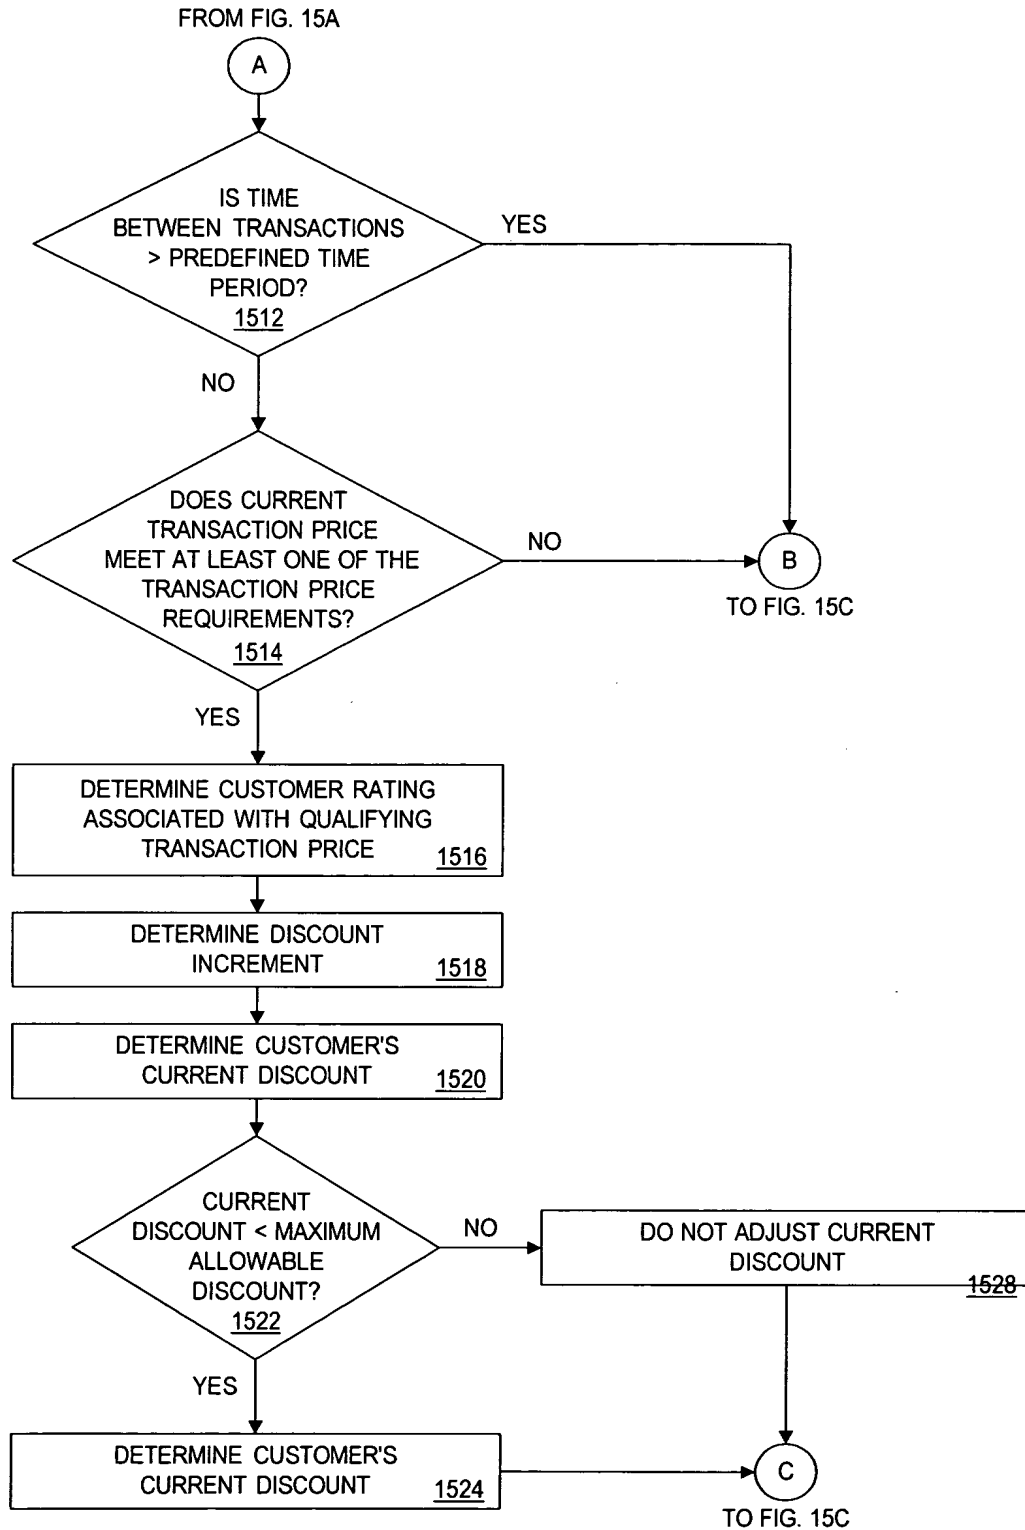 FROM FIG. 15A
A
IS TIME
BETWEEN TRANSACTIONS
> PREDEFINED TIME
PERIOD?
1512
YES
NO
DOES CURRENT
TRANSACTION PRICE
MEET AT LEAST ONE OF THE
TRANSACTION PRICE
REQUIREMENTS?
1514
NO
B
TO FIG. 15C
YES
DETERMINE CUSTOMER RATING
ASSOCIATED WITH QUALIFYING
TRANSACTION PRICE
1516
DETERMINE DISCOUNT
INCREMENT
1518
DETERMINE CUSTOMER'S
CURRENT DISCOUNT
1520
CURRENT
DISCOUNT < MAXIMUM
ALLOWABLE
DISCOUNT?
1522
NO
DO NOT ADJUST CURRENT
DISCOUNT
1528
YES
DETERMINE CUSTOMER'S
CURRENT DISCOUNT
1524
C
TO FIG. 15C